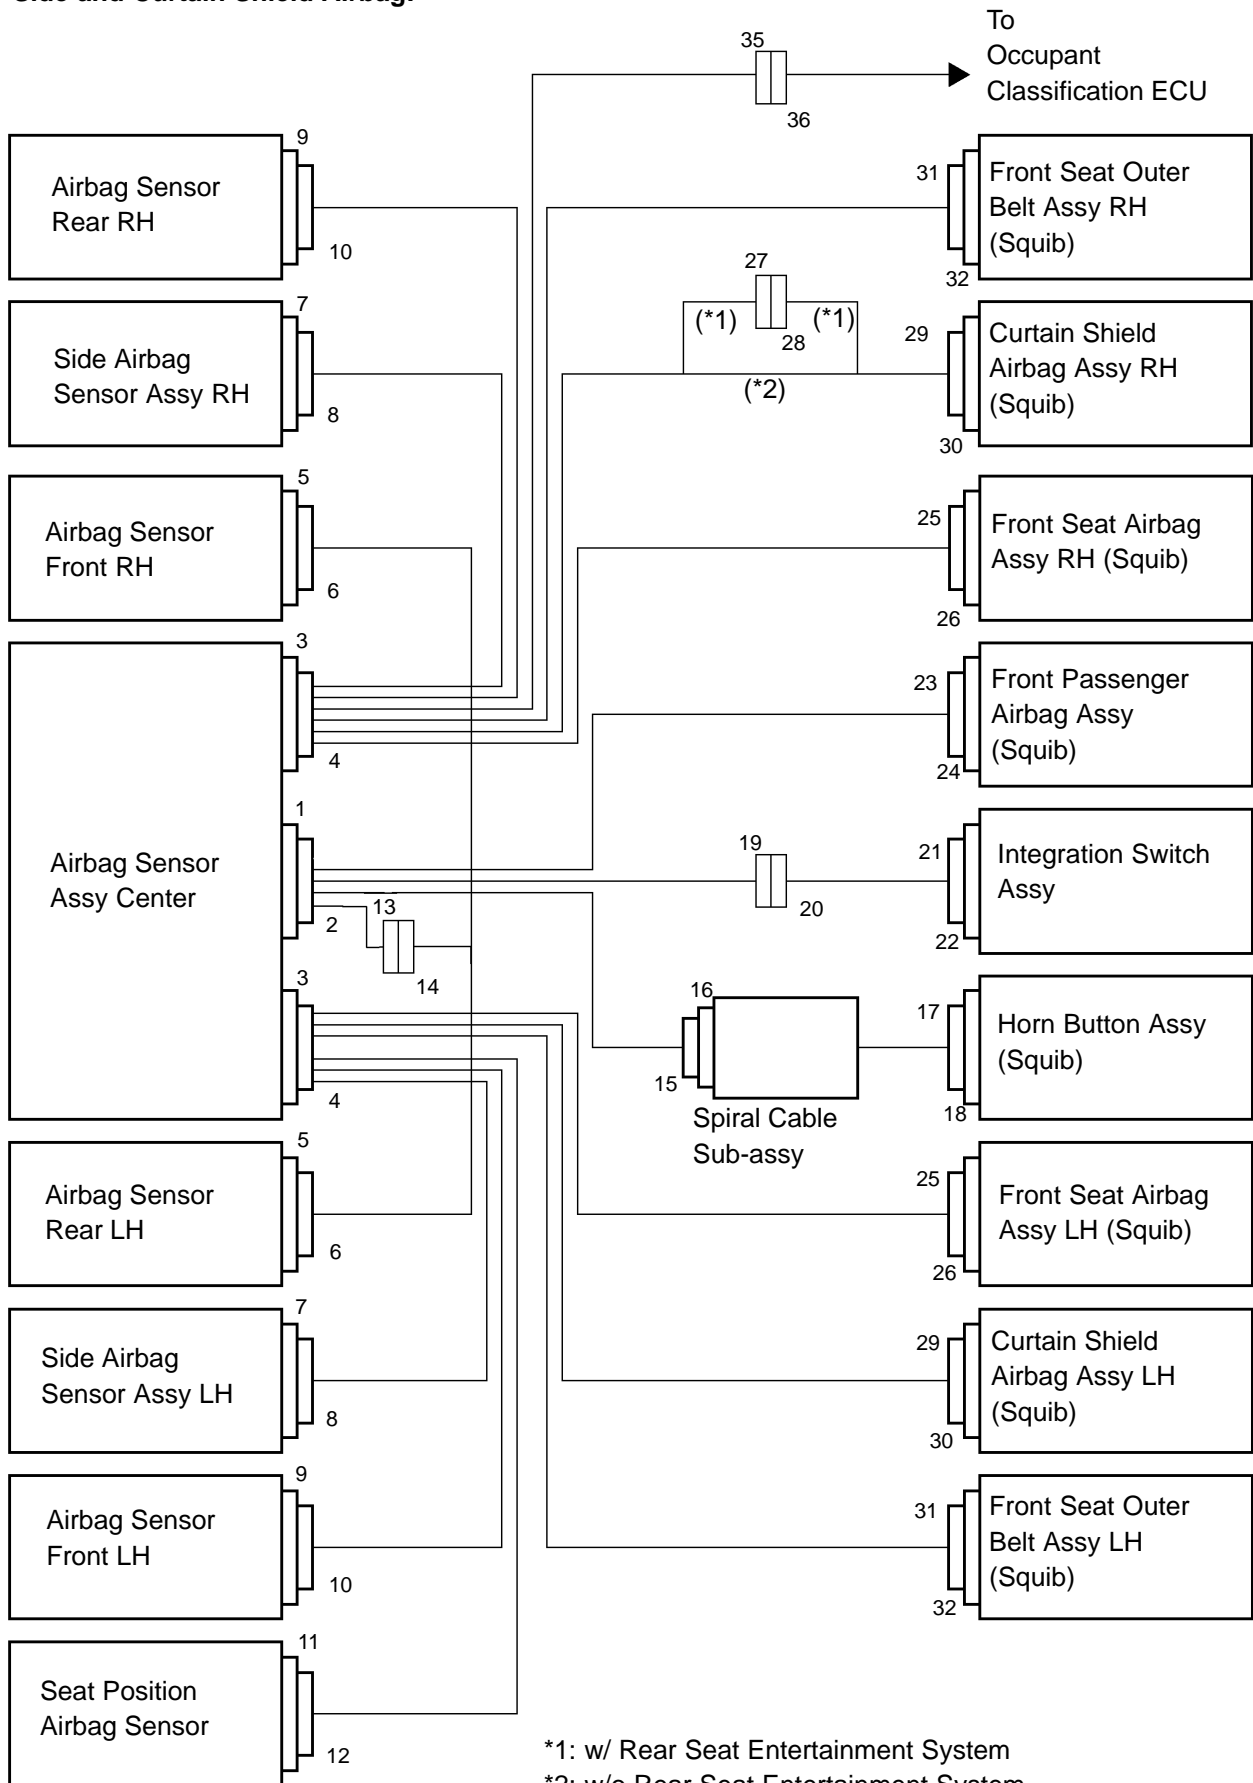 Side and Curtain Shield Airbag:
35
To
Occupant
Classification ECU
36
9
Airbag Sensor
Rear RH
10
31
Front Seat Outer
Belt Assy RH
(Squib)
32
27
(*1)
(*1)
28
(*2)
7
Side Airbag
Sensor Assy RH
8
29
Curtain Shield
Airbag Assy RH
(Squib)
30
5
Airbag Sensor
Front RH
6
25
Front Seat Airbag
Assy RH (Squib)
26
3
4
23
Front Passenger
Airbag Assy
(Squib)
24
1
Airbag Sensor
Assy Center
2
13
14
19
20
21
Integration Switch
Assy
22
3
4
16
15
Spiral Cable
Sub-assy
17
Horn Button Assy
(Squib)
18
5
Airbag Sensor
Rear LH
6
25
Front Seat Airbag
Assy LH (Squib)
26
7
Side Airbag
Sensor Assy LH
8
29
Curtain Shield
Airbag Assy LH
(Squib)
30
9
Airbag Sensor
Front LH
10
31
Front Seat Outer
Belt Assy LH
(Squib)
32
11
Seat Position
Airbag Sensor
12
*1: w/ Rear Seat Entertainment System
*2: w/o Rear Seat Entertainment System